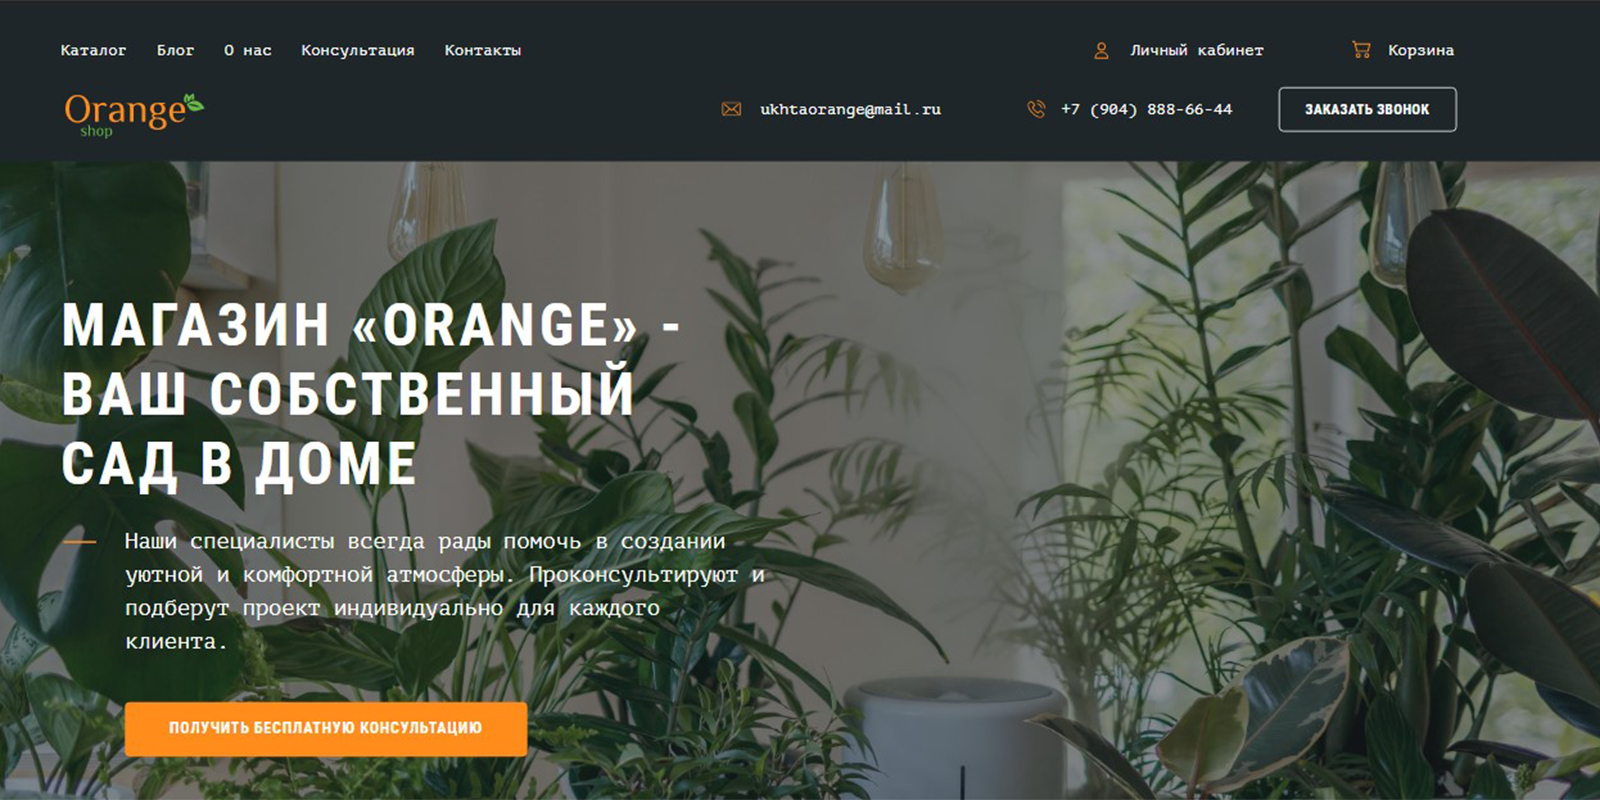 Каталог Блог О нас Консультация Контакты Личный кабинет Корзина
Orange
shop
ukhtaorange@mail.ru +7 (904) 888-66-44 ЗАКАЗАТЬ ЗВОНОК
МАГАЗИН «ORANGE» -
ВАШ СОБСТВЕННЫЙ
САД В ДОМЕ
Наши специалисты всегда рады помочь в создании
уютной и комфортной атмосферы. Проконсультируют и
подберут проект индивидуально для каждого
клиента.
ПОЛУЧИТЬ БЕСПЛАТНУЮ КОНСУЛЬТАЦИЮ